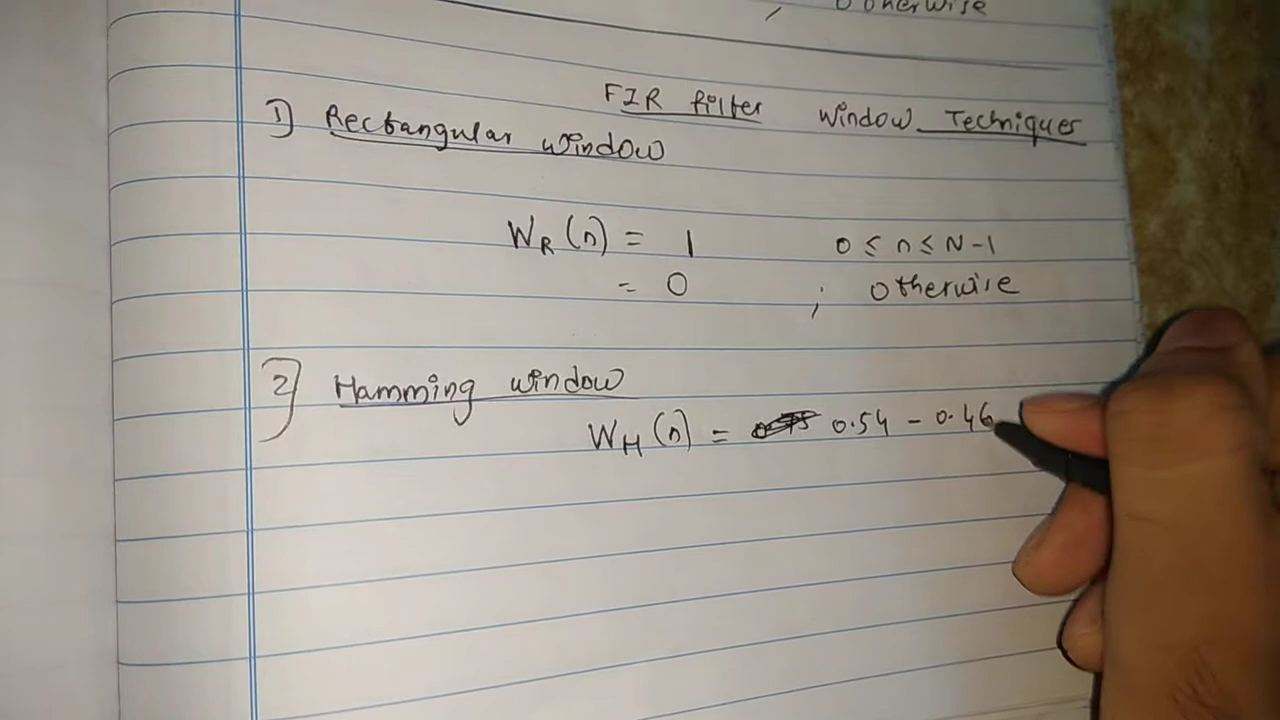 , otherwise
FIR filter Window Techniques
1) Rectangular window
WR(n) = 1 0 ≤ n ≤ N-1
= 0 ; otherwise
2) Hamming window
WH(n) = 0.54 - 0.46